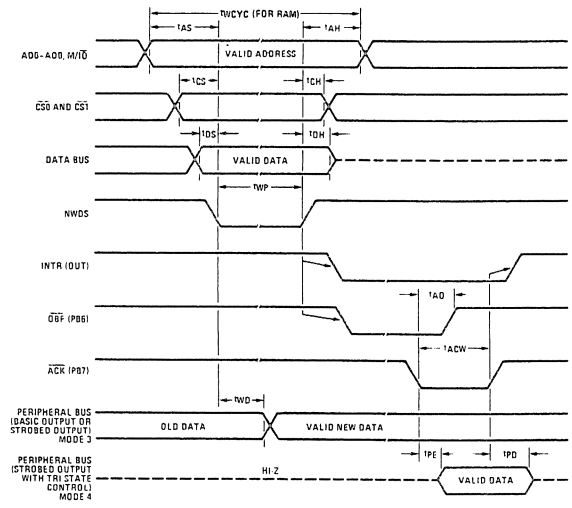 tWCYC (FOR RAM)
tAS
tAH
AD6-AD0, M/IO
VALID ADDRESS
tCS
tCH
CS0 AND CS1
tDS
tDH
DATA BUS
VALID DATA
tWP
NWDS
INTR (OUT)
tAO
OBF (PB6)
tACW
ACK (PB7)
tWD
PERIPHERAL BUS
(BASIC OUTPUT OR
STROBED OUTPUT)
MODE 3
OLD DATA
VALID NEW DATA
tPE
tPD
PERIPHERAL BUS
(STROBED OUTPUT
WITH TRI STATE
CONTROL)
MODE 4
HI-Z
VALID DATA